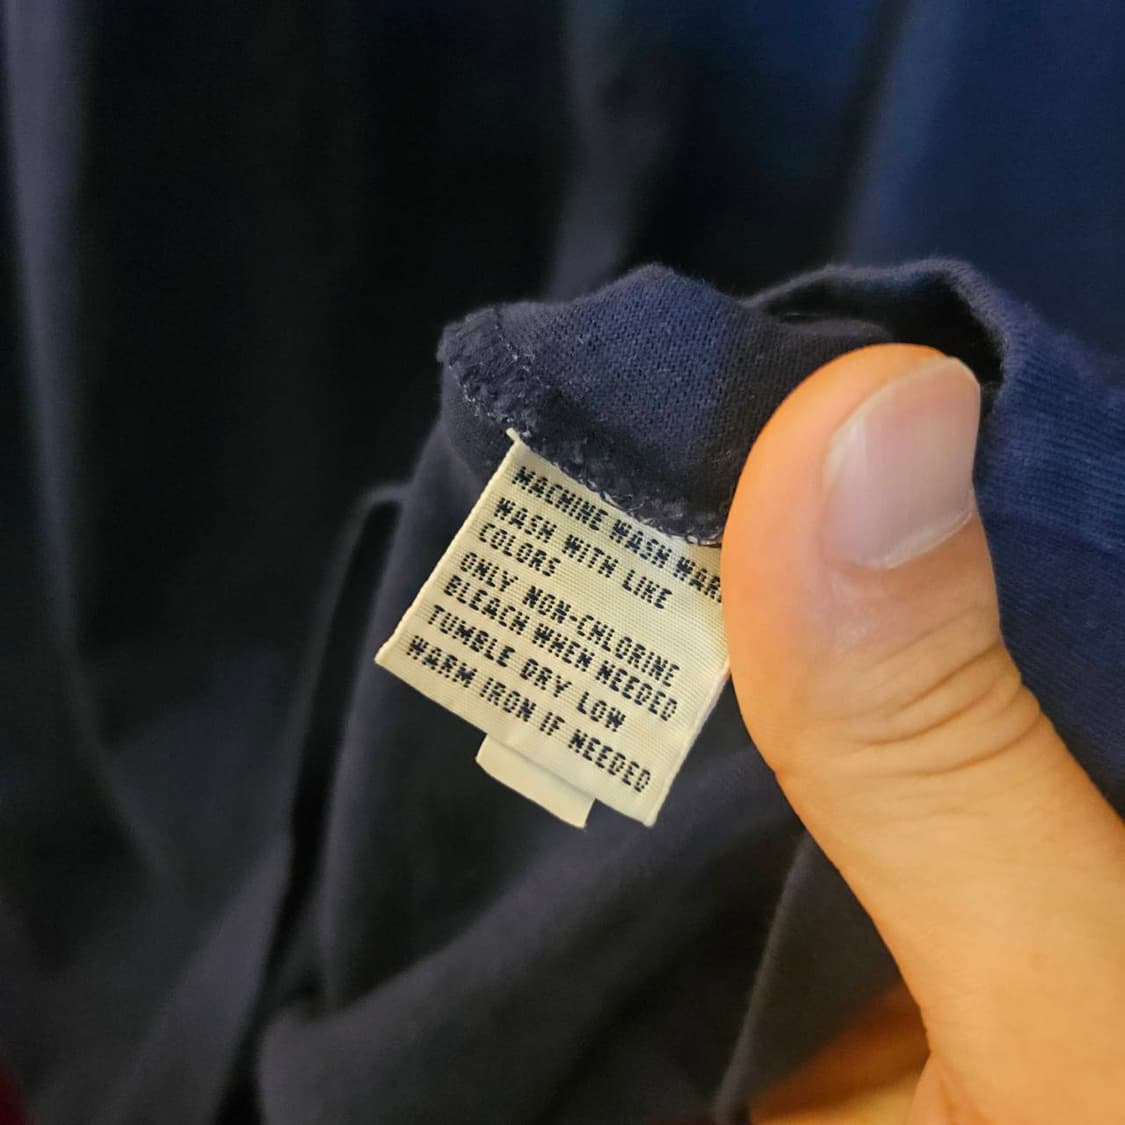 MACHINE WASH WAR
WASH WITH LIKE
COLORS
ONLY NON-CHLORINE
BLEACH WHEN NEEDED
TUMBLE DRY LOW
WARM IRON IF NEEDED